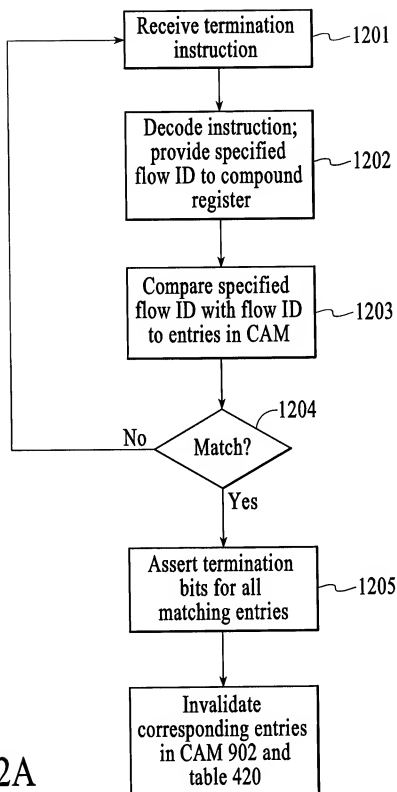 Receive termination
instruction
1201
Decode instruction;
provide specified
flow ID to compound
register
1202
Compare specified
flow ID with flow ID
to entries in CAM
1203
1204
No
Match?
Yes
Assert termination
bits for all
matching entries
1205
Invalidate
corresponding entries
in CAM 902 and
table 420
2A